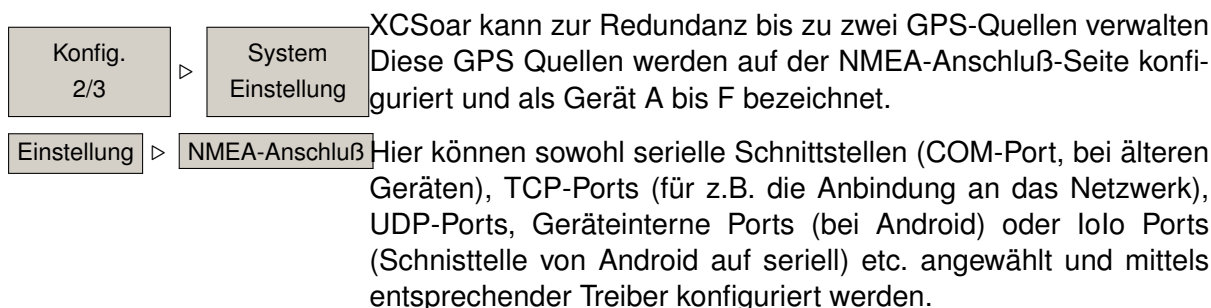 Konfig.
2/3
▷
System
Einstellung
XCSoar kann zur Redundanz bis zu zwei GPS-Quellen verwalten
Diese GPS Quellen werden auf der NMEA-Anschluß-Seite konfi-
guriert und als Gerät A bis F bezeichnet.
Einstellung ▷ NMEA-Anschluß
Hier können sowohl serielle Schnittstellen (COM-Port, bei älteren
Geräten), TCP-Ports (für z.B. die Anbindung an das Netzwerk),
UDP-Ports, Geräteinterne Ports (bei Android) oder IoIo Ports
(Schnisttelle von Android auf seriell) etc. angewählt und mittels
entsprechender Treiber konfiguriert werden.